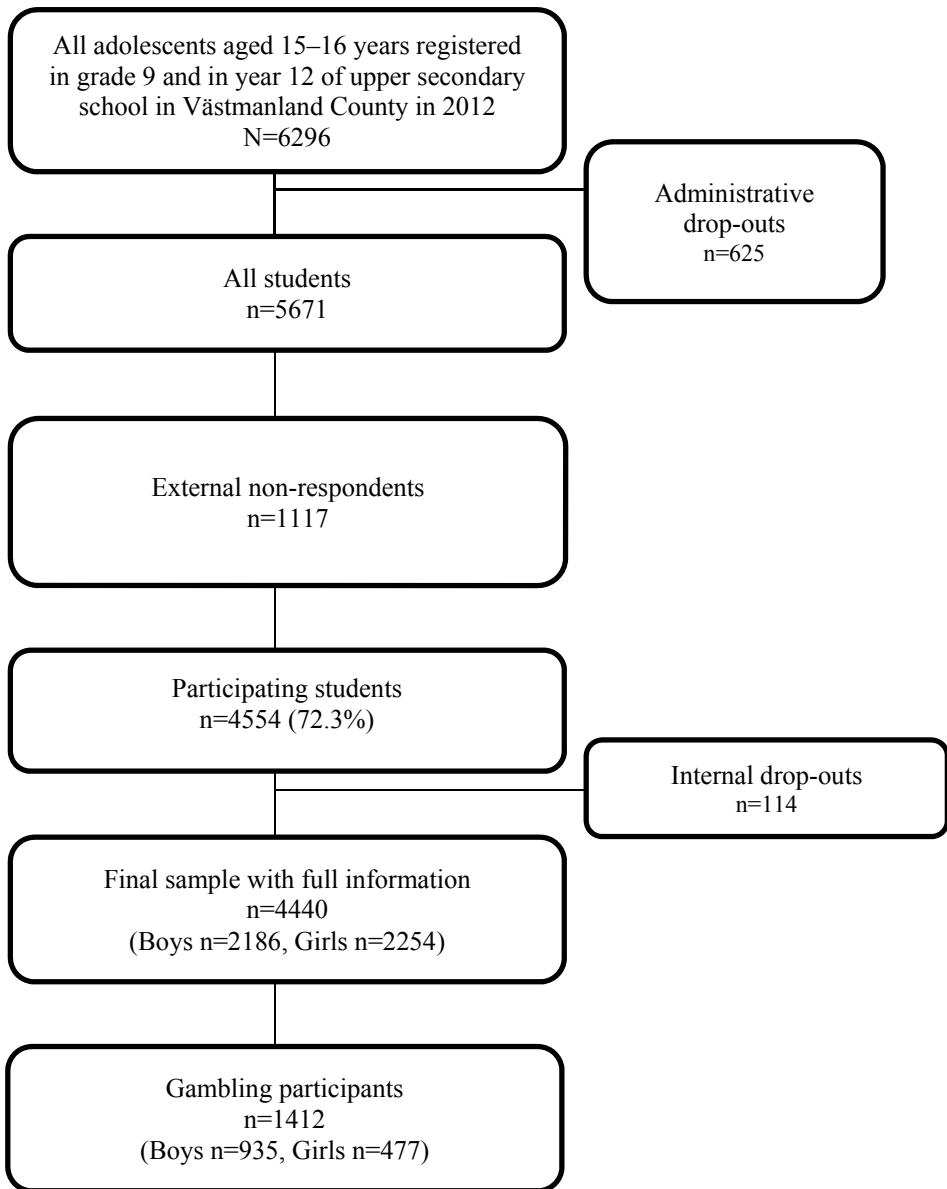 All adolescents aged 15–16 years registered
in grade 9 and in year 12 of upper secondary
school in Västmanland County in 2012
N=6296
Administrative
drop-outs
n=625
All students
n=5671
External non-respondents
n=1117
Participating students
n=4554 (72.3%)
Internal drop-outs
n=114
Final sample with full information
n=4440
(Boys n=2186, Girls n=2254)
Gambling participants
n=1412
(Boys n=935, Girls n=477)